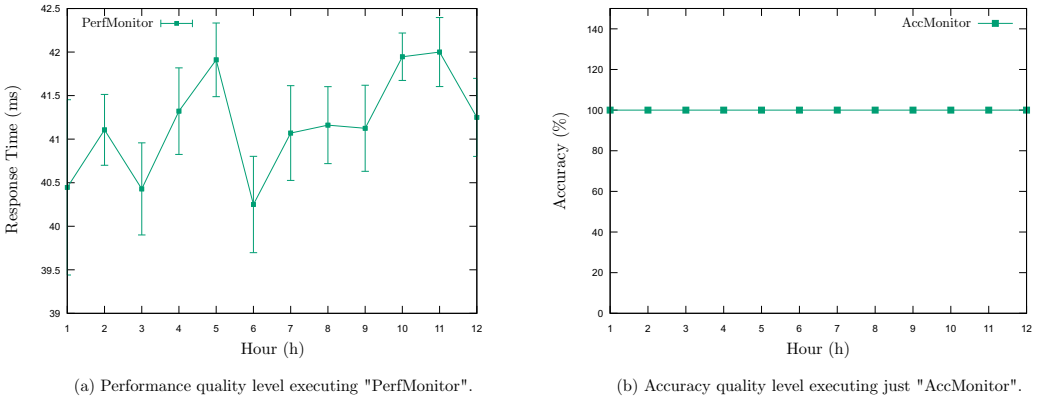 42.5
42
41.5
41
40.5
40
39.5
39
Response Time (ms)
PerfMonitor
1 2 3 4 5 6 7 8 9 10 11 12
Hour (h)
(a) Performance quality level executing "PerfMonitor".
140
120
100
80
60
40
20
0
Accuracy (%)
AccMonitor
1 2 3 4 5 6 7 8 9 10 11 12
Hour (h)
(b) Accuracy quality level executing just "AccMonitor".